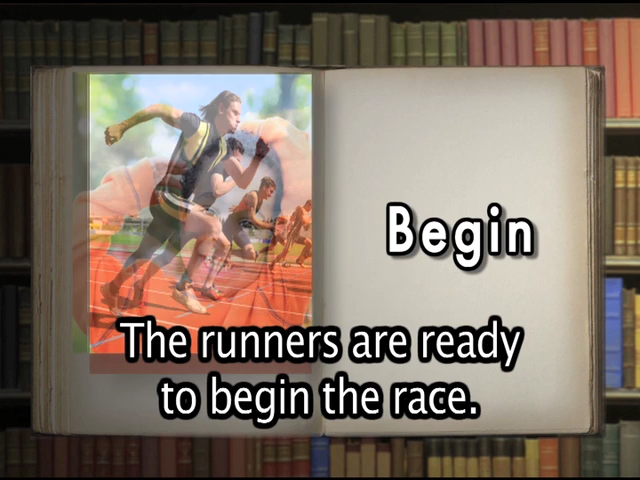 Begin
The runners are ready
to begin the race.